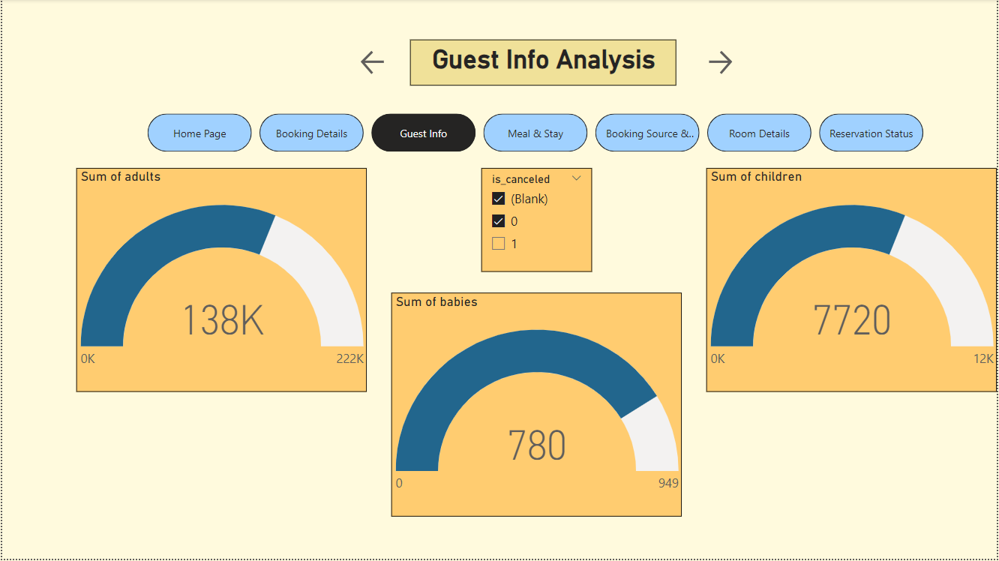 Guest Info Analysis
Home Page
Booking Details
Guest Info
Meal & Stay
Booking Source &..
Room Details
Reservation Status
Sum of adults
138K
0K
222K
is_canceled
(Blank)
0
1
Sum of children
7720
0K
12K
Sum of babies
780
0
949